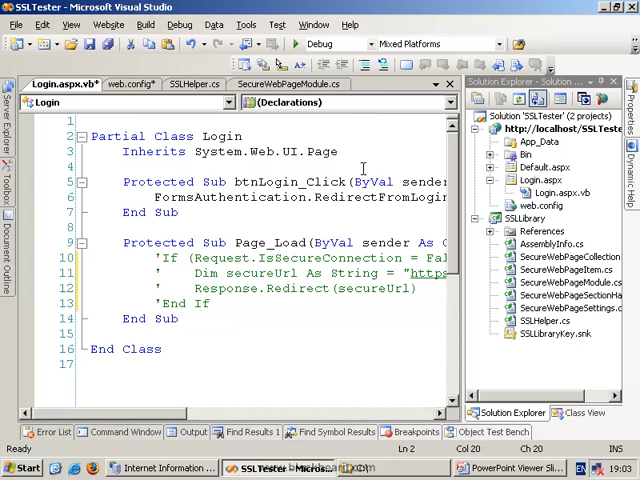 SSLTester - Microsoft Visual Studio
File Edit View Website Build Debug Tools Test Window Help
Debug Mixed Platforms
Login.aspx.vb* web.config* SSLHelper.cs SecureWebPageModule.cs
Login (Declarations)
1
2 Partial Class Login
3 Inherits System.Web.UI.Page
4
5 Protected Sub btnLogin_Click(ByVal sender
6 FormsAuthentication.RedirectFromLogin
7 End Sub
8
9 Protected Sub Page_Load(ByVal sender As O
10 'If (Request.IsSecureConnection = Fal
11 ' Dim secureUrl As String = "https
12 ' Response.Redirect(secureUrl)
13 'End If
14 End Sub
15
16 End Class
17
Server Explorer
Toolbox
Document Outline
Solution Explorer - Solution...
Solution 'SSLTester' (2 projects)
http://localhost/SSLTeste
App_Data
Bin
Default.aspx
Login.aspx
Login.aspx.vb
web.config
SSLLibrary
References
AssemblyInfo.cs
SecureWebPageCollection
SecureWebPageItem.cs
SecureWebPageModule.cs
SecureWebPageSectionHa
SecureWebPageSettings.c
SSLHelper.cs
SSLLibraryKey.snk
Properties
Dynamic Help
Solution Explorer Class View
Error List Command Window Output Find Results 1 Find Symbol Results Breakpoints Object Test Bench
Ready Ln 2 Col 20 Col 20 INS
Start Internet Information ... SSLTester - Micros... PowerPoint Viewer Sl... EN 19:03